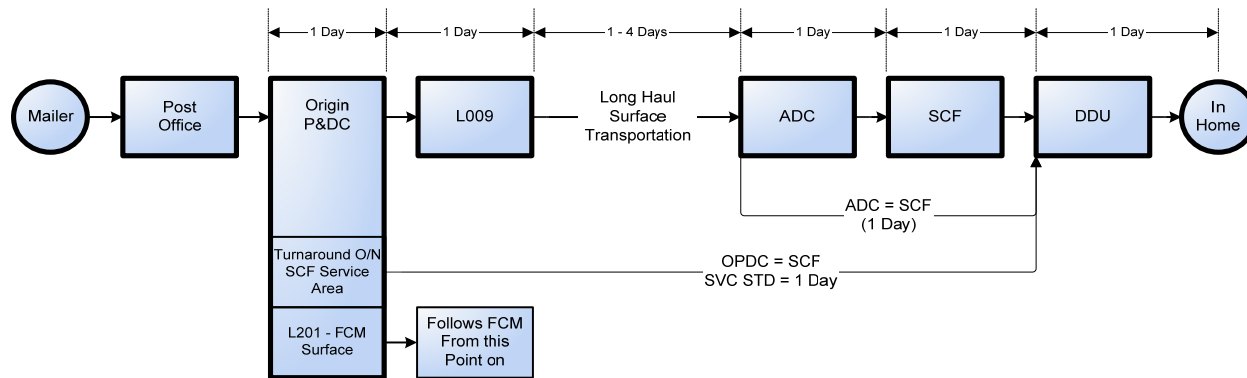 1 Day
1 Day
1 - 4 Days
1 Day
1 Day
1 Day
Mailer
Post
Office
Origin
P&DC
L009
Long Haul
Surface
Transportation
ADC
SCF
DDU
In
Home
ADC = SCF
(1 Day)
Turnaround O/N
SCF Service
Area
OPDC = SCF
SVC STD = 1 Day
L201 - FCM
Surface
Follows FCM
From this
Point on